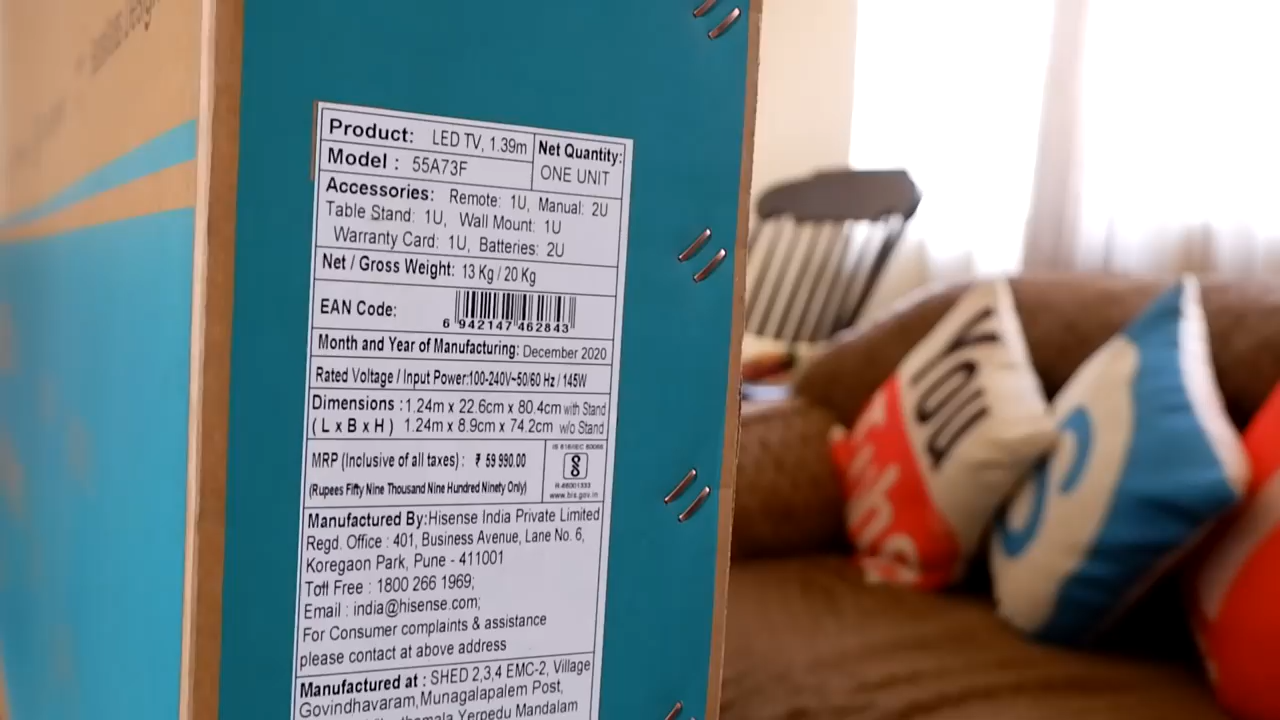 Product: LED TV, 1.39m
Net Quantity:
ONE UNIT
Model : 55A73F
Accessories: Remote: 1U, Manual: 2U
Table Stand: 1U, Wall Mount: 1U
Warranty Card: 1U, Batteries: 2U
Net / Gross Weight: 13 Kg / 20 Kg
EAN Code:
6 942147 462843
Month and Year of Manufacturing: December 2020
Rated Voltage / Input Power:100-240V~50/60 Hz / 145W
Dimensions : 1.24m x 22.6cm x 80.4cm with Stand
( L x B x H ) 1.24m x 8.9cm x 74.2cm w/o Stand
MRP (Inclusive of all taxes) : ₹ 59 990.00
(Rupees Fifty Nine Thousand Nine Hundred Ninety Only)
www.bis.gov.in
Manufactured By:Hisense India Private Limited
Regd. Office : 401, Business Avenue, Lane No. 6,
Koregaon Park, Pune - 411001
Toll Free : 1800 266 1969;
Email : india@hisense.com;
For Consumer complaints & assistance
please contact at above address
Manufactured at : SHED 2,3,4 EMC-2, Village
Govindhavaram,Munagalapalem Post,
Yerpedu Mandalam
YOU